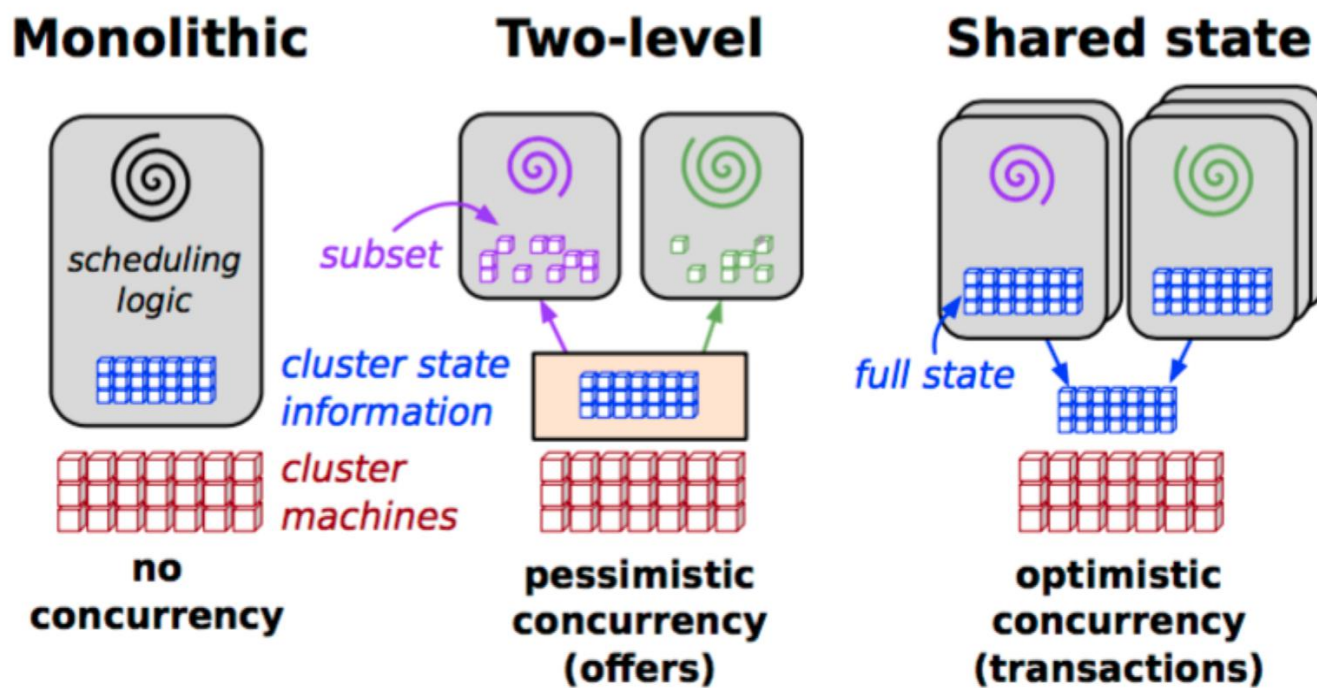 Monolithic
Two-level
Shared state
scheduling
logic
subset
cluster state
information
full state
cluster
machines
no
concurrency
pessimistic
concurrency
(offers)
optimistic
concurrency
(transactions)